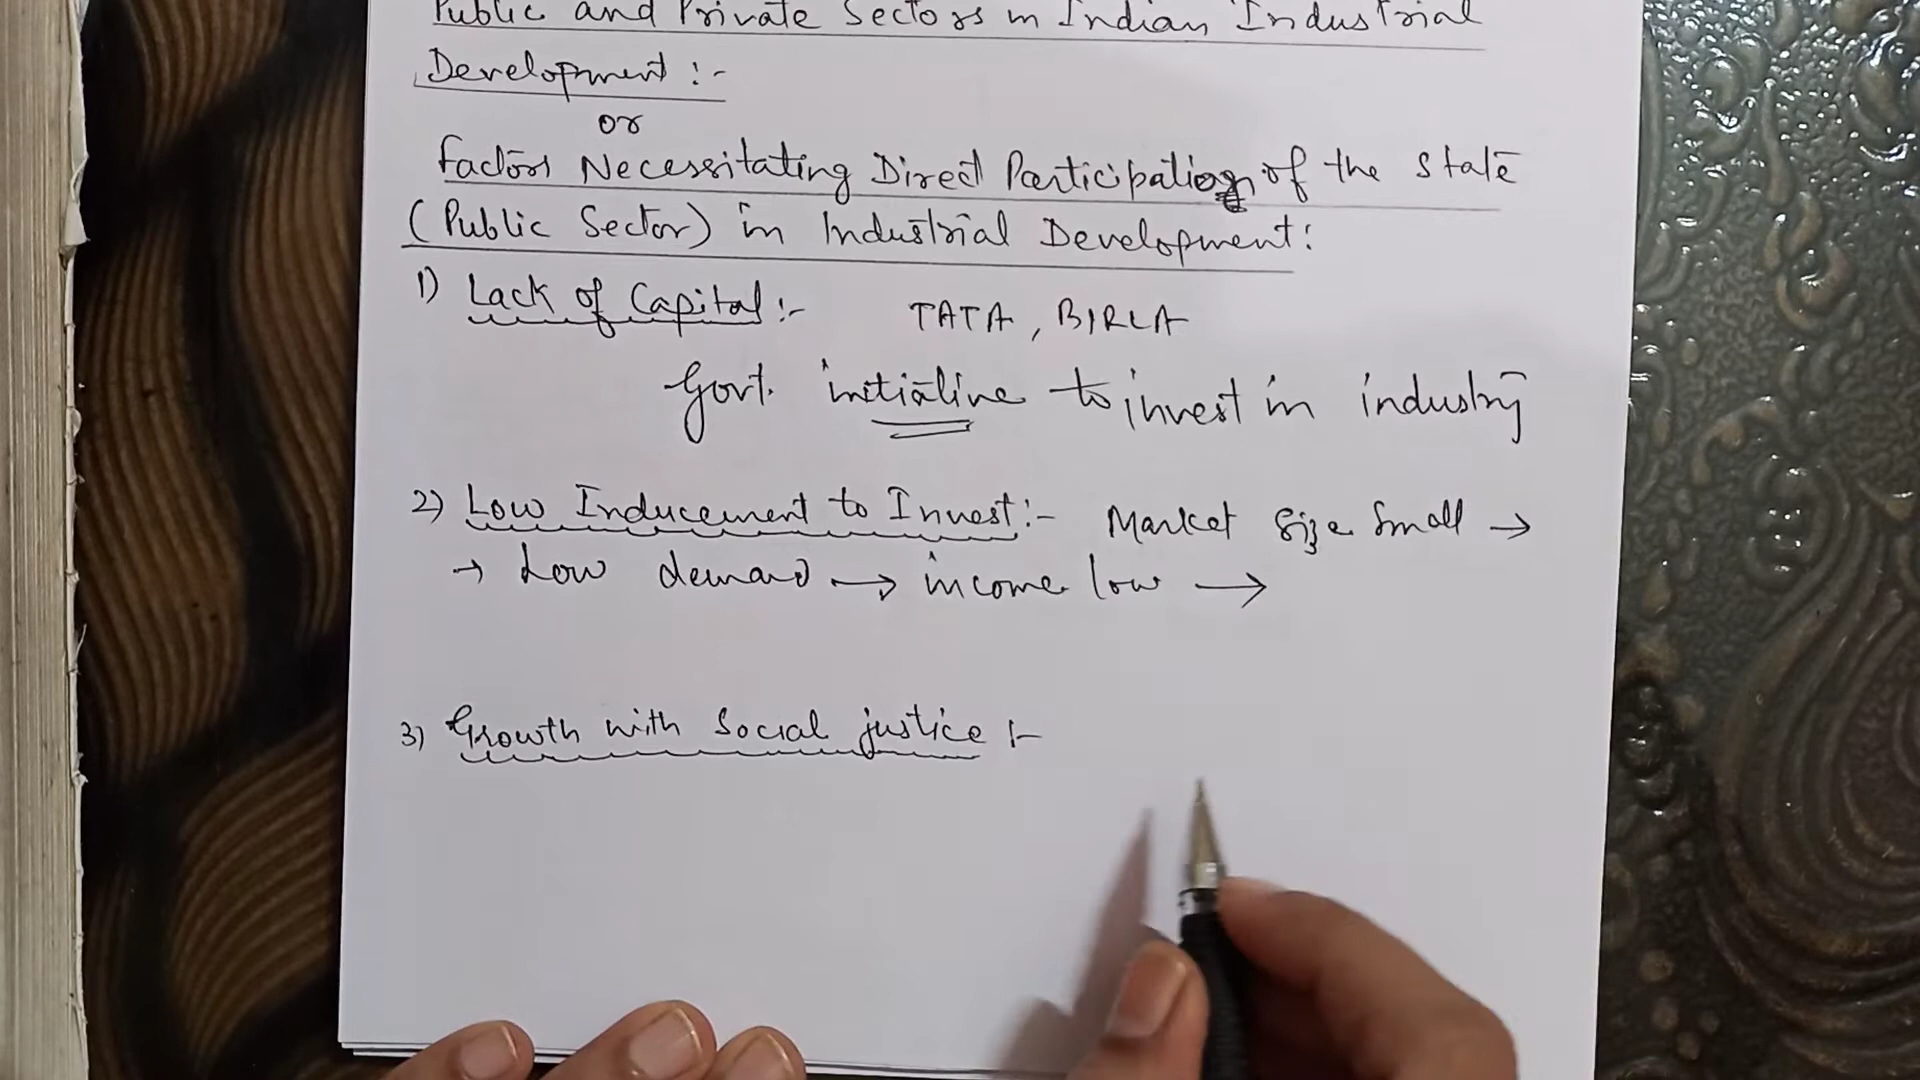 Public and Private Sectors in Indian Industrial
Development :-
or
Factors Necessitating Direct Participation of the state
(Public Sector) in Industrial Development:
1) Lack of Capital :- TATA, BIRLA
Govt. initiative to invest in industry
2) Low Inducement to Invest :- Market Size Small →
→ Low demand → income low →
3) Growth with Social justice :-